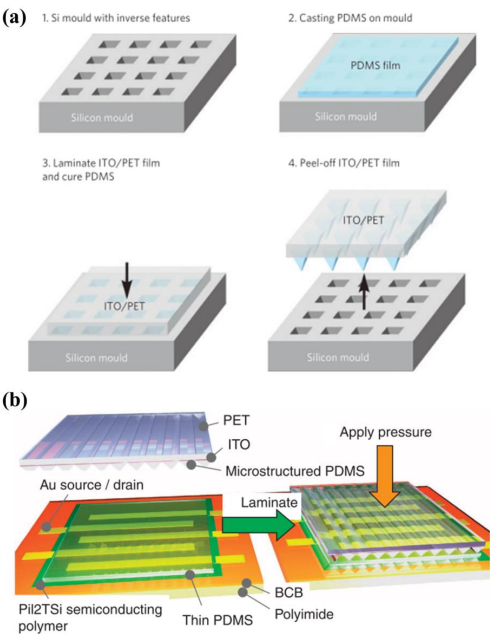 (a)
1. Si mould with inverse features
Silicon mould
2. Casting PDMS on mould
PDMS film
Silicon mould
3. Laminate ITO/PET film
and cure PDMS
ITO/PET
Silicon mould
4. Peel-off ITO/PET film
ITO/PET
Silicon mould
(b)
PET
ITO
Microstructured PDMS
Apply pressure
Au source / drain
Laminate
PiI2TSi semiconducting
polymer
Thin PDMS
BCB
Polyimide